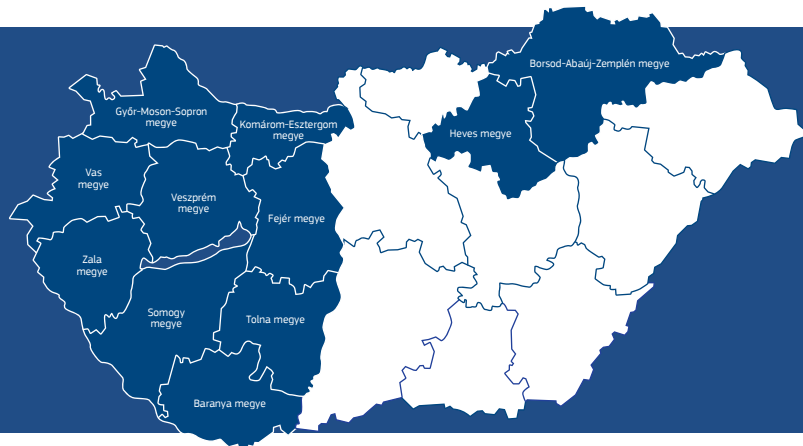 Borsod-Abaúj-Zemplén megye
Győr-Moson-Sopron
megye
Komárom-Esztergom
megye
Heves megye
Vas
megye
Veszprém
megye
Fejér megye
Zala
megye
Somogy
megye
Tolna megye
Baranya megye